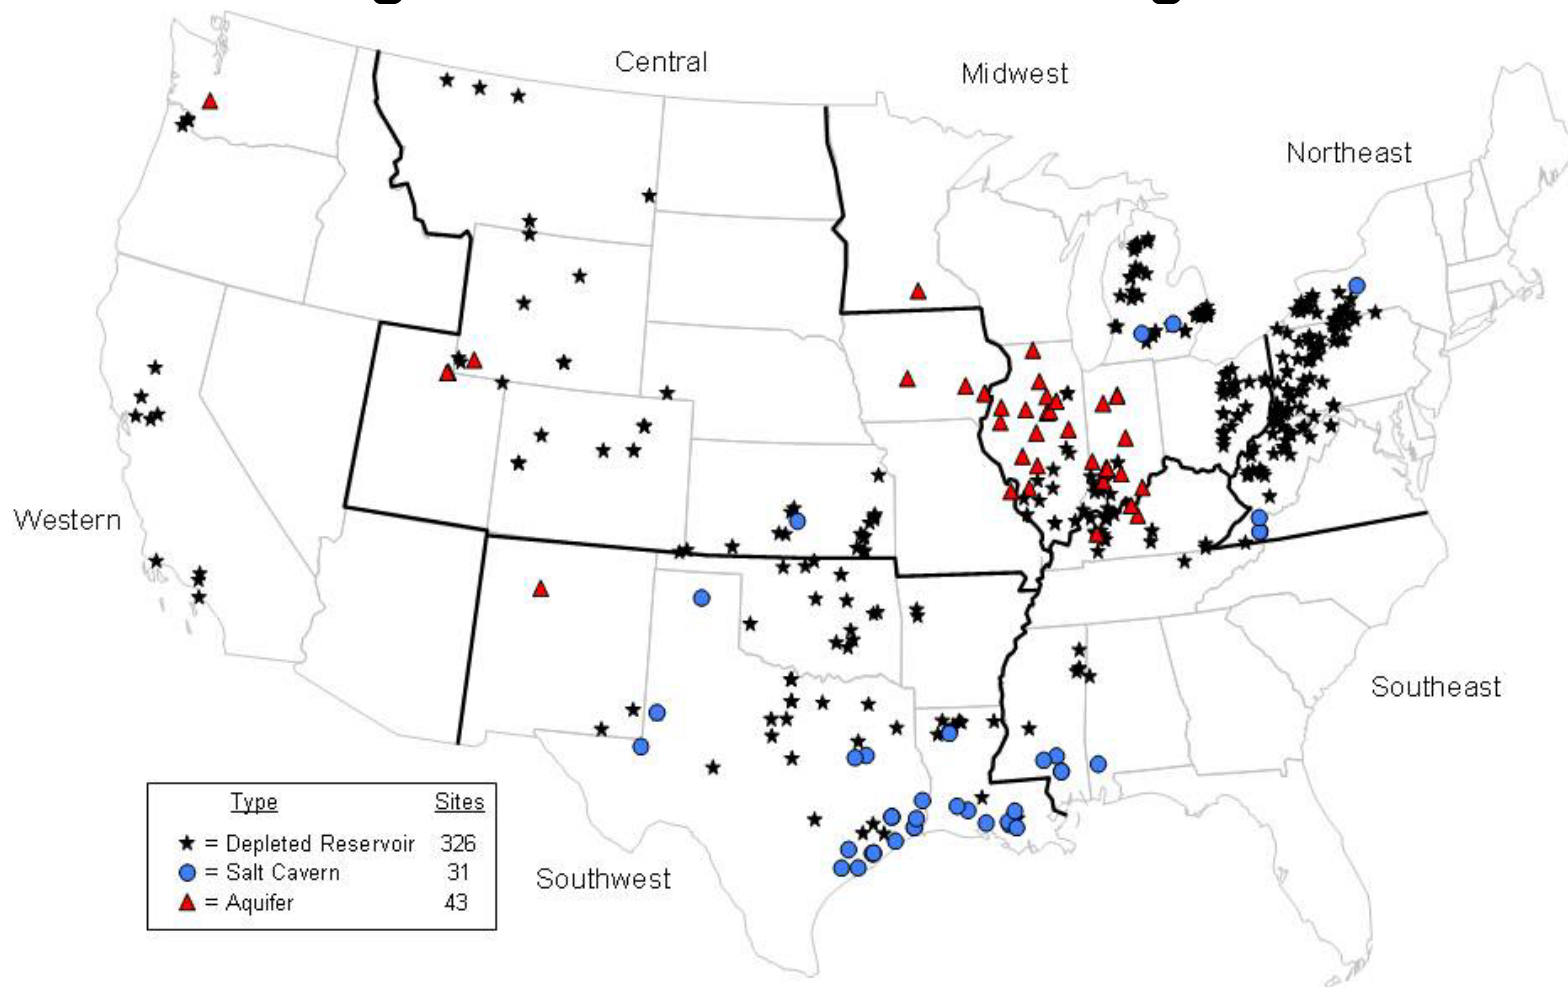 Central
Midwest
Northeast
Western
Southeast
Southwest
Type Sites
= Depleted Reservoir 326
= Salt Cavern 31
= Aquifer 43